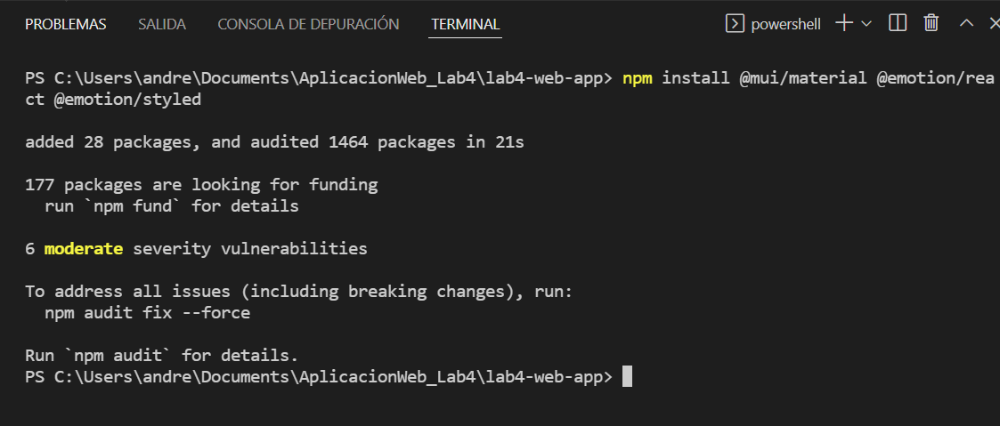 PROBLEMAS SALIDA CONSOLA DE DEPURACIÓN TERMINAL powershell
PS C:\Users\andre\Documents\AplicacionWeb_Lab4\lab4-web-app> npm install @mui/material @emotion/rea
ct @emotion/styled
added 28 packages, and audited 1464 packages in 21s
177 packages are looking for funding
  run `npm fund` for details
6 moderate severity vulnerabilities
To address all issues (including breaking changes), run:
  npm audit fix --force
Run `npm audit` for details.
PS C:\Users\andre\Documents\AplicacionWeb_Lab4\lab4-web-app>